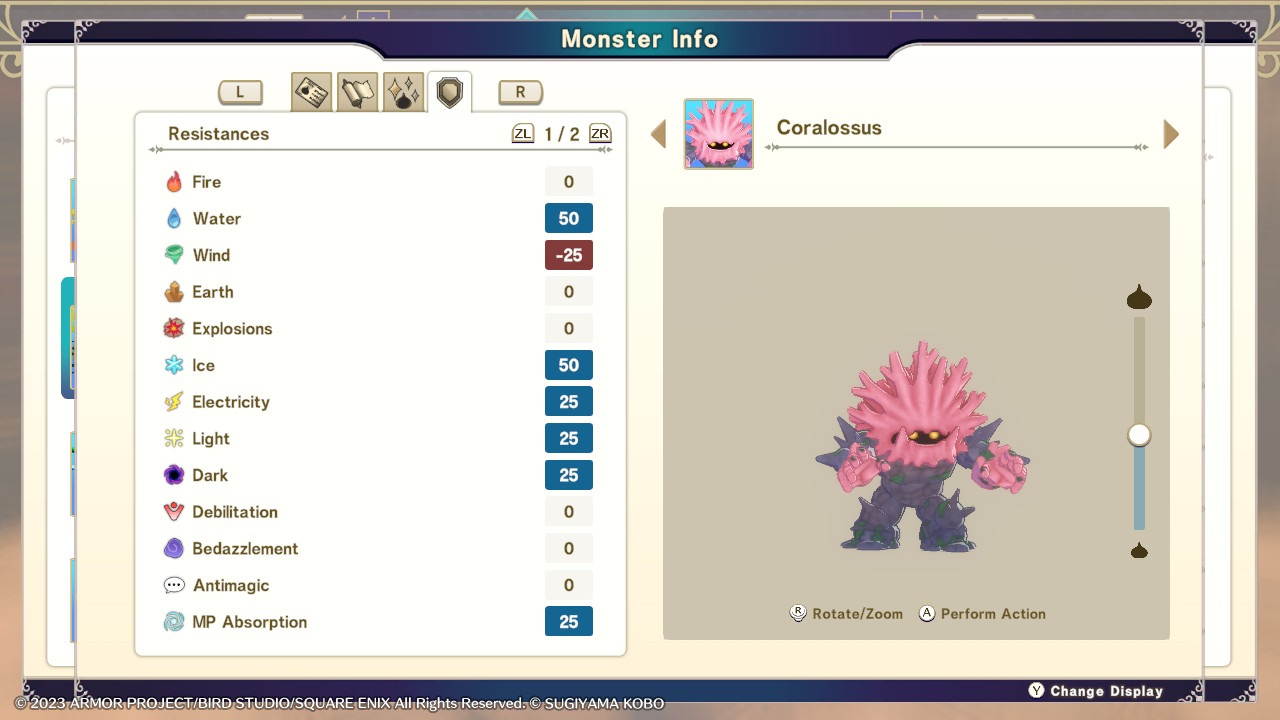 Monster Info
L
R
Resistances
ZL 1 / 2 ZR
Fire 0
Water 50
Wind -25
Earth 0
Explosions 0
Ice 50
Electricity 25
Light 25
Dark 25
Debilitation 0
Bedazzlement 0
Antimagic 0
MP Absorption 25
Coralossus
R Rotate/Zoom A Perform Action
Y Change Display
© 2023 ARMOR PROJECT/BIRD STUDIO/SQUARE ENIX All Rights Reserved. © SUGIYAMA KOBO